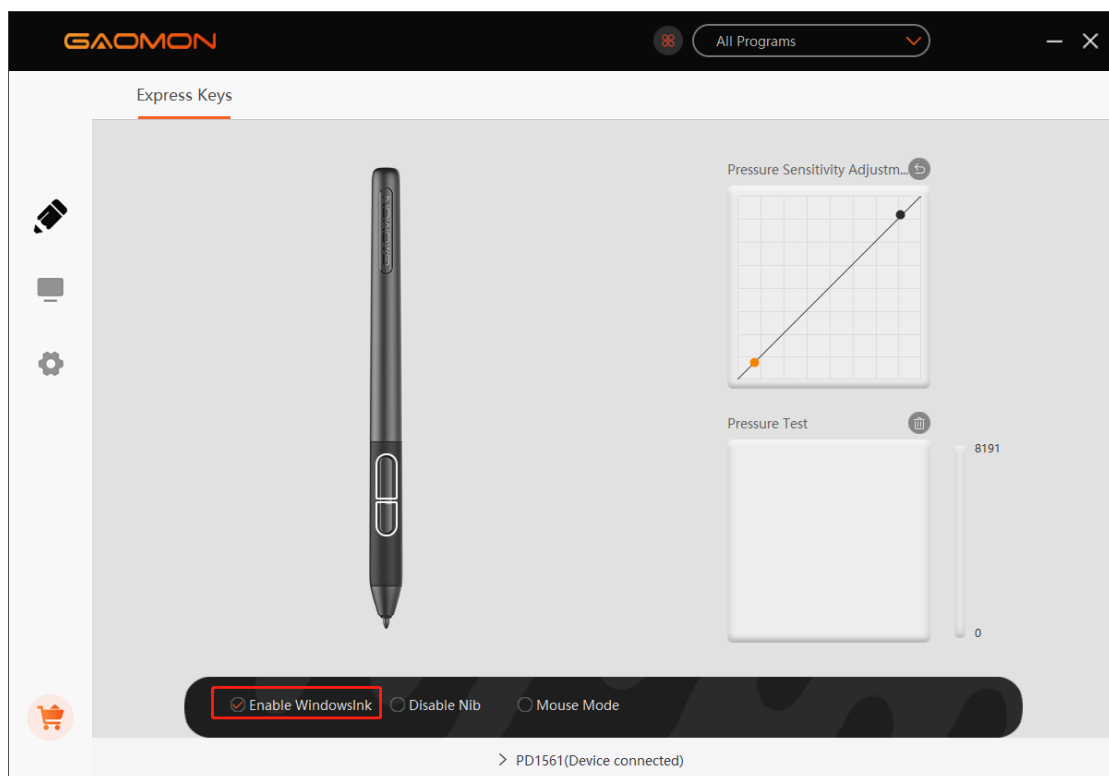 GAOMON
All Programs
Express Keys
Pressure Sensitivity Adjustm...
GAOMON
Pressure Test
8191
0
Enable WindowsInk
Disable Nib
Mouse Mode
PD1561(Device connected)